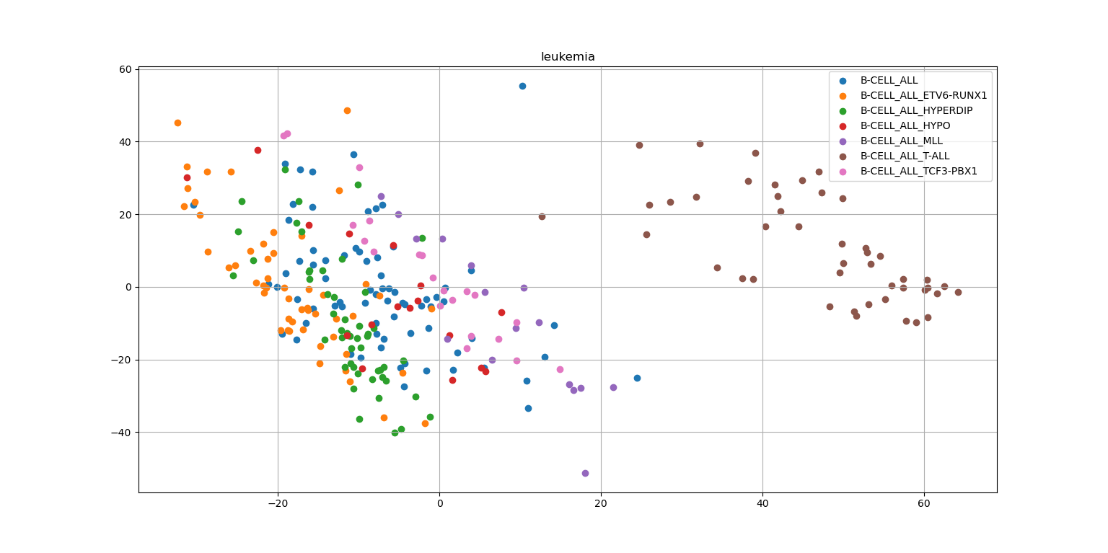 leukemia
60
40
20
0
−20
−40
−20
0
20
40
60
B-CELL_ALL
B-CELL_ALL_ETV6-RUNX1
B-CELL_ALL_HYPERDIP
B-CELL_ALL_HYPO
B-CELL_ALL_MLL
B-CELL_ALL_T-ALL
B-CELL_ALL_TCF3-PBX1